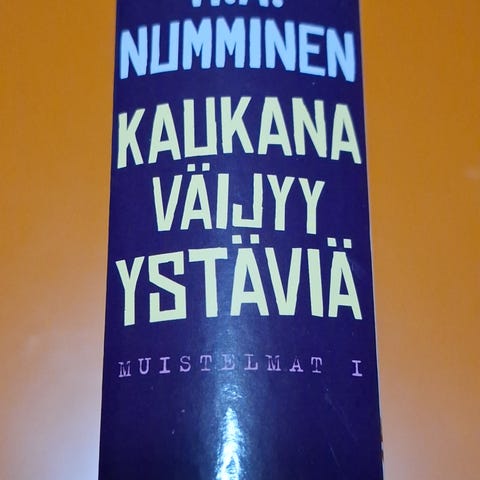 NUMMINEN
KAUKANA
VÄIJYY
YSTÄVIÄ
MUISTELMAT I